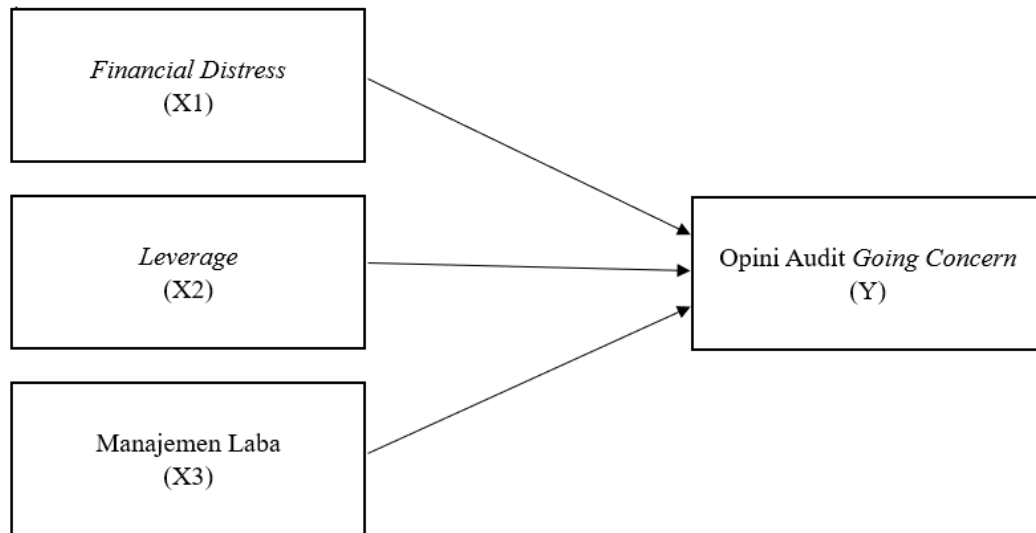 Financial Distress
(X1)
Leverage
(X2)
Opini Audit Going Concern
(Y)
Manajemen Laba
(X3)